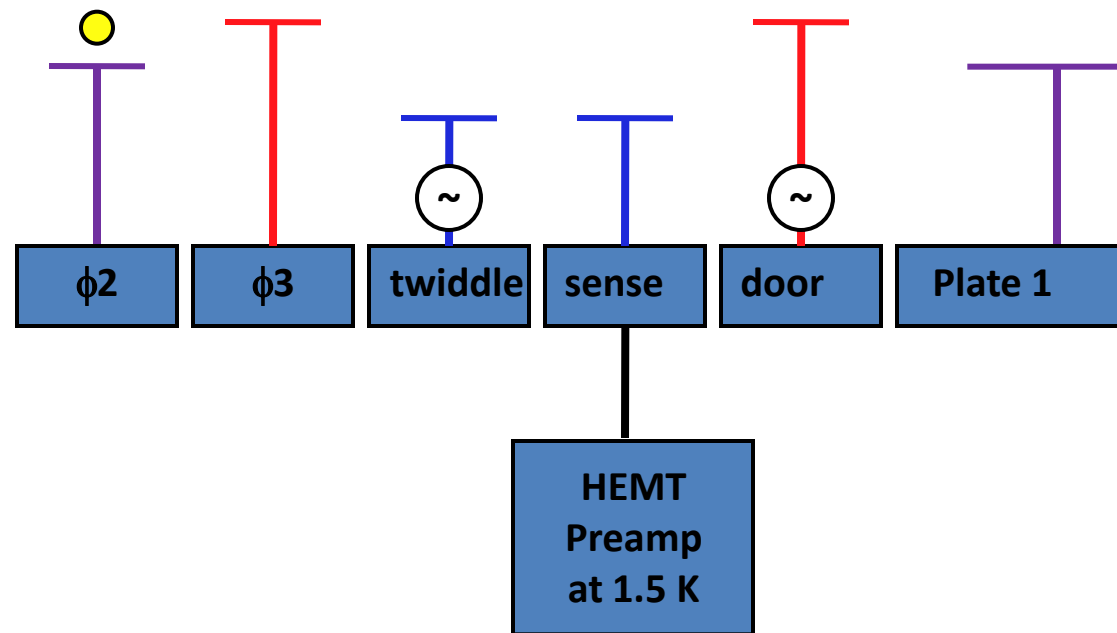 ~
~
ϕ2
ϕ3
twiddle
sense
door
Plate 1
HEMT
Preamp
at 1.5 K